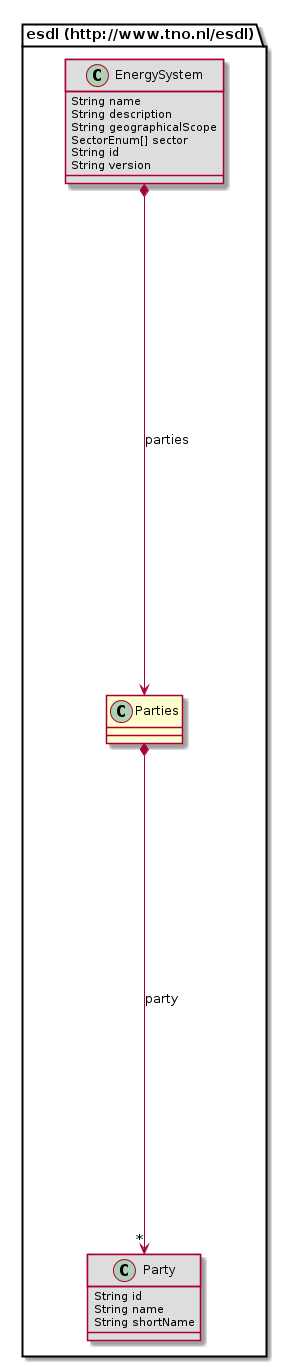 esdl (http://www.tno.nl/esdl)
C EnergySystem
String name
String description
String geographicalScope
SectorEnum[] sector
String id
String version
parties
C Parties
party
*
C Party
String id
String name
String shortName